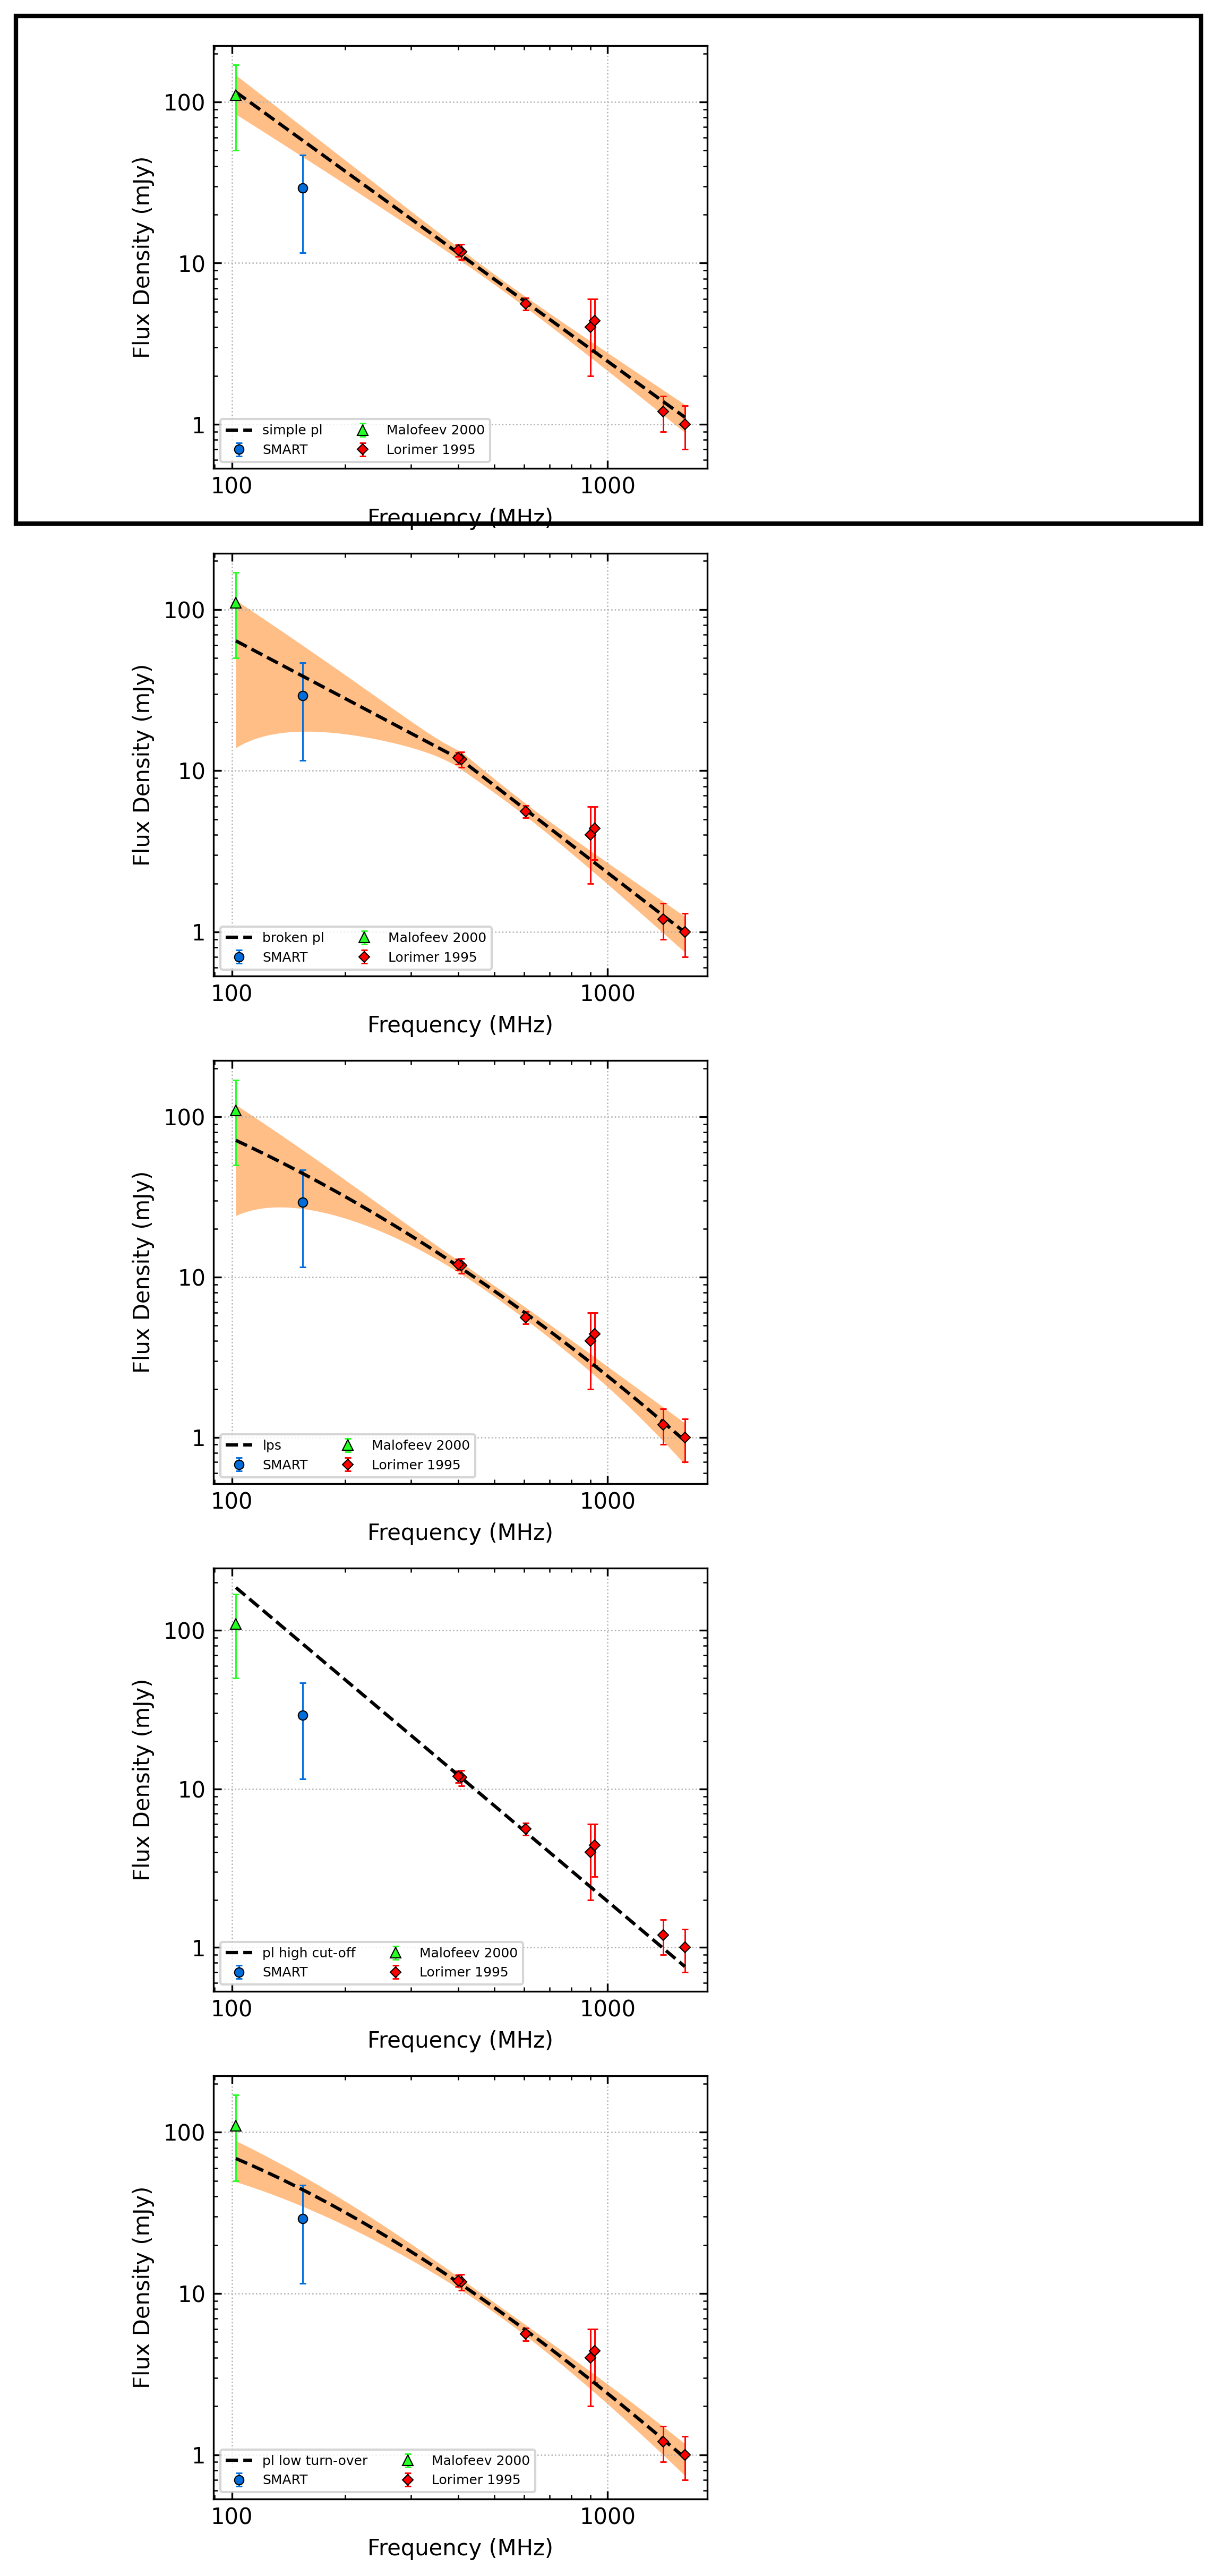 Flux Density (mJy)
100
10
1
simple pl
SMART
Malofeev 2000
Lorimer 1995
100
1000
Frequency (MHz)
Flux Density (mJy)
100
10
1
broken pl
SMART
Malofeev 2000
Lorimer 1995
100
1000
Frequency (MHz)
Flux Density (mJy)
100
10
1
lps
SMART
Malofeev 2000
Lorimer 1995
100
1000
Frequency (MHz)
Flux Density (mJy)
100
10
1
pl high cut-off
SMART
Malofeev 2000
Lorimer 1995
100
1000
Frequency (MHz)
Flux Density (mJy)
100
10
1
pl low turn-over
SMART
Malofeev 2000
Lorimer 1995
100
1000
Frequency (MHz)